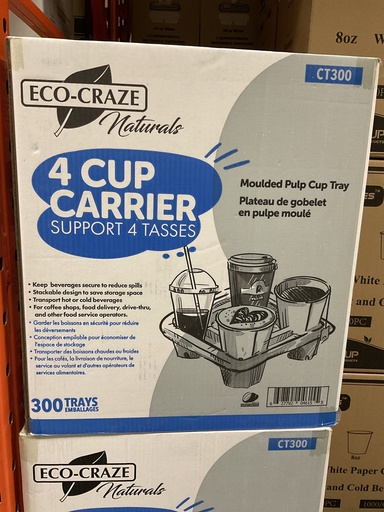 8oz W
CT300
ECO-CRAZE
Naturals
4 CUP
CARRIER
SUPPORT 4 TASSES
Moulded Pulp Cup Tray
Plateau de gobelet
en pulpe moulé
• Keep beverages secure to reduce spills
• Stackable design to save storage space
• Transport hot or cold beverages
• For coffee shops, food delivery, drive-thru,
and other food service operators.
• Garder les boissons en sécurité pour réduire
les déversements
• Conception empilable pour économiser de
l'espace de stockage
• Transporter des boissons chaudes ou froides
• Pour les cafés, la livraison de nourriture, le
service au volant et d'autres opérateurs de
services alimentaires.
300 TRAYS
EMBALLAGES
CT300
ECO-CRAZE
Naturals
8oz
hite Paper C
and Cold Be